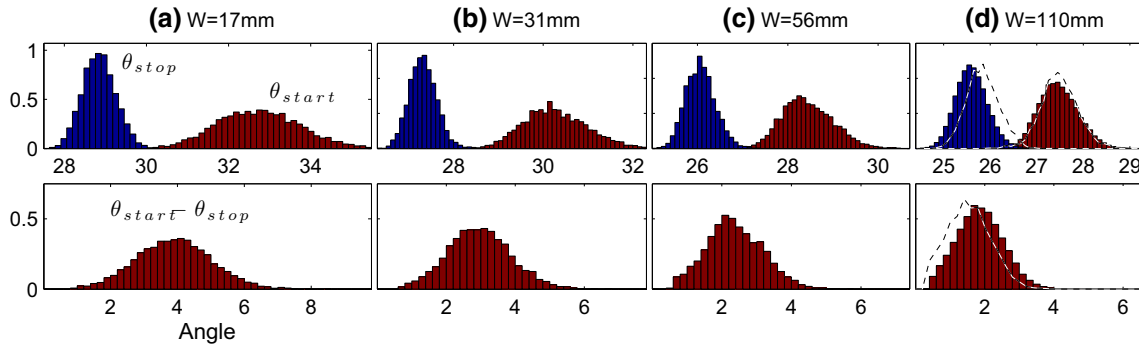 (a) W=17mm
(b) W=31mm
(c) W=56mm
(d) W=110mm
1
0.5
0
θstop
θstart
28 30 32 34
26 28 30 32
26 28 30
25 26 27 28 29
0.5
0
θstart − θstop
2 4 6 8
2 4 6
2 4 6
2 4 6
Angle